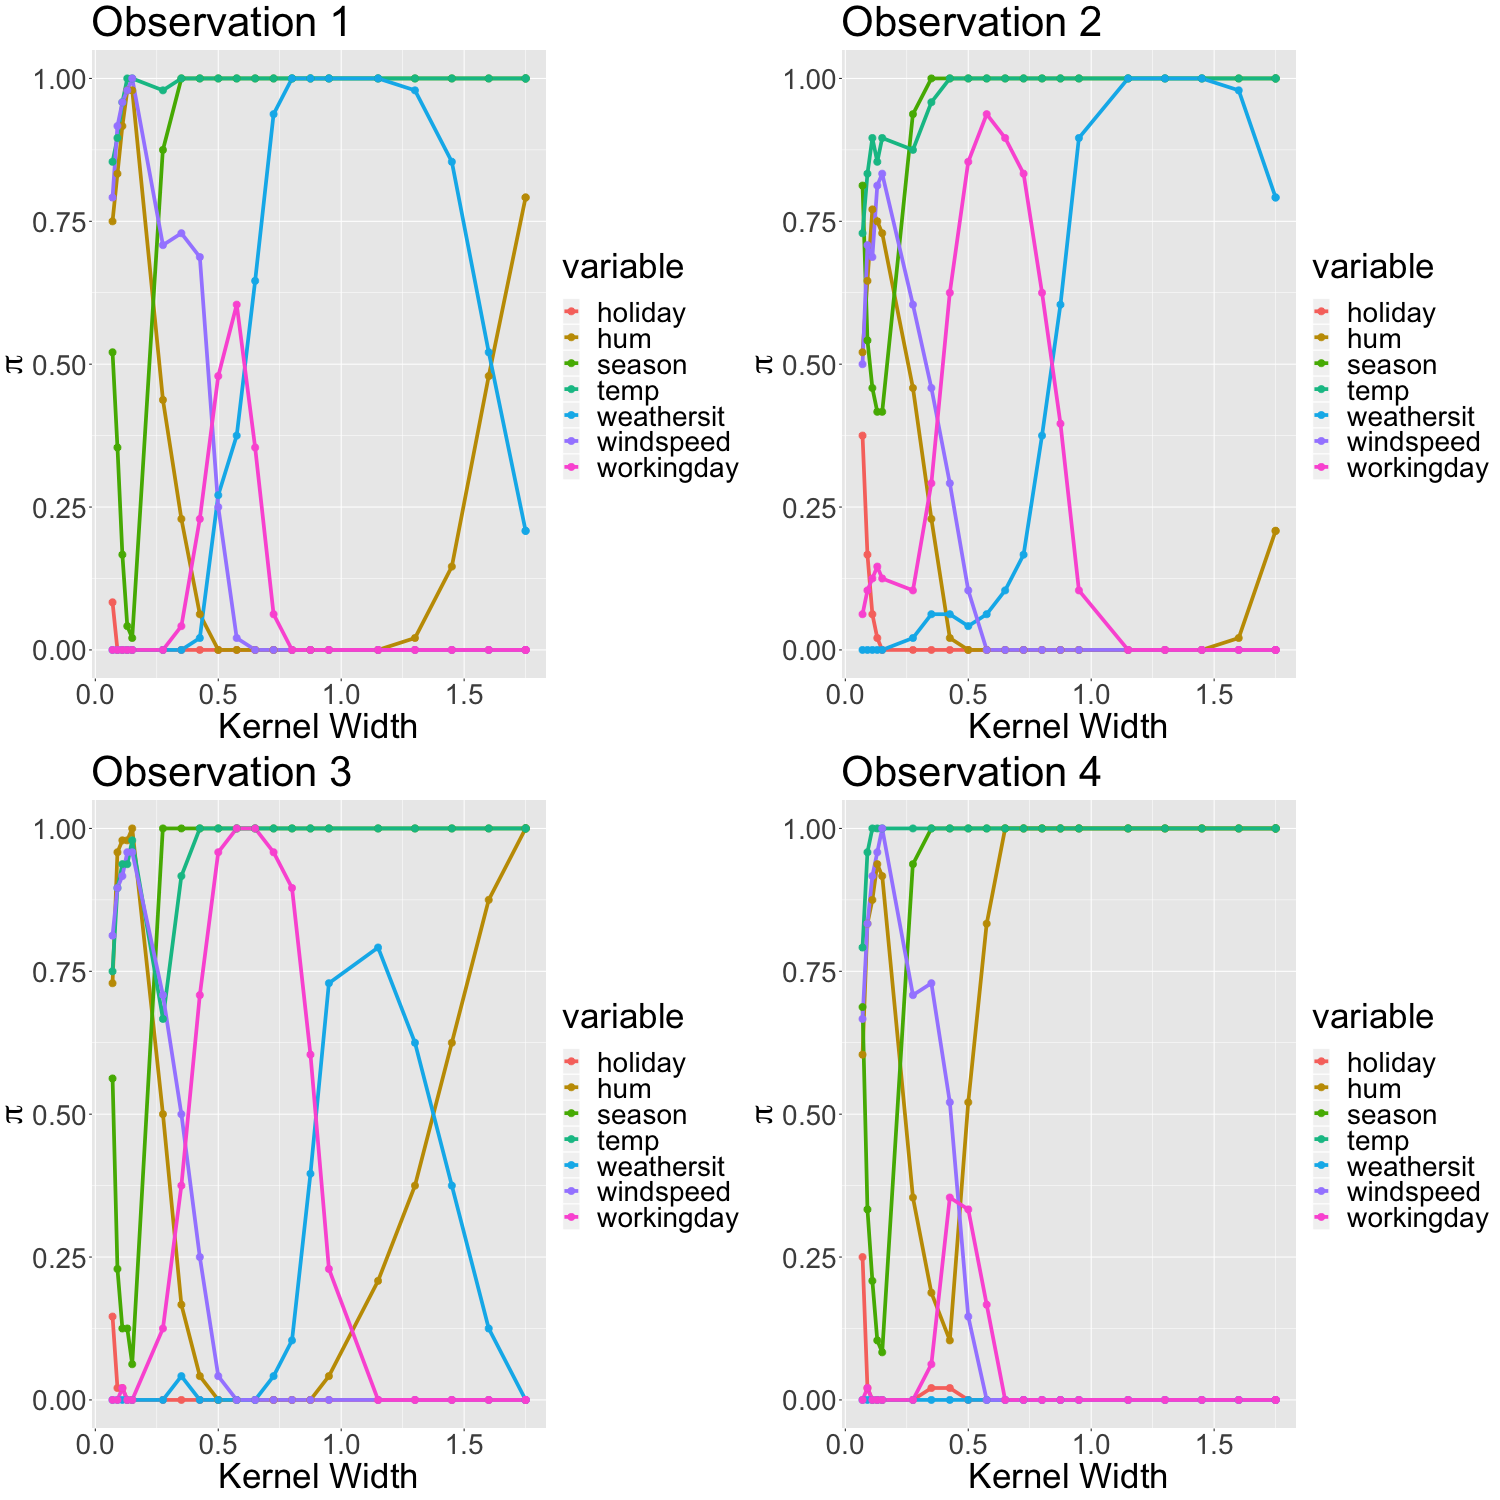 Observation 1
1.00
0.75
0.50
0.25
0.00
π
0.0 0.5 1.0 1.5
Kernel Width
variable
holiday
hum
season
temp
weathersit
windspeed
workingday
Observation 2
1.00
0.75
0.50
0.25
0.00
π
0.0 0.5 1.0 1.5
Kernel Width
variable
holiday
hum
season
temp
weathersit
windspeed
workingday
Observation 3
1.00
0.75
0.50
0.25
0.00
π
0.0 0.5 1.0 1.5
Kernel Width
variable
holiday
hum
season
temp
weathersit
windspeed
workingday
Observation 4
1.00
0.75
0.50
0.25
0.00
π
0.0 0.5 1.0 1.5
Kernel Width
variable
holiday
hum
season
temp
weathersit
windspeed
workingday